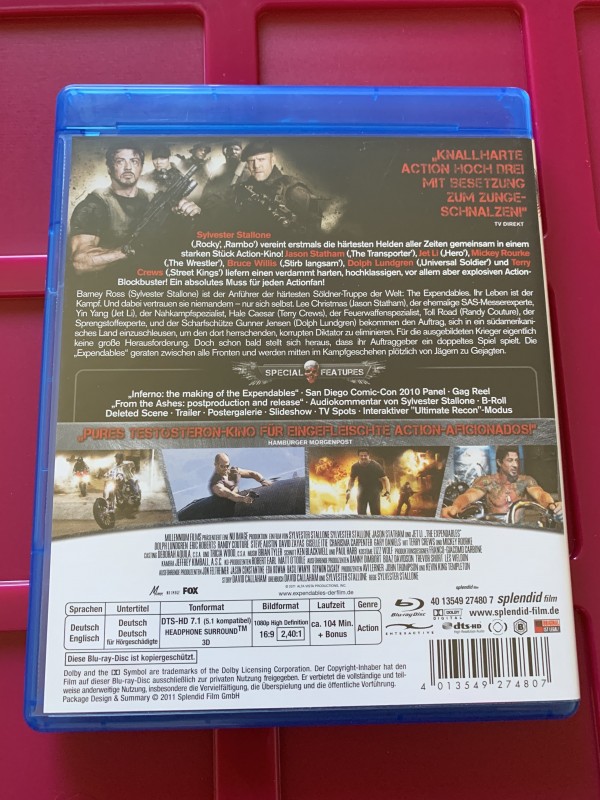 „KNALLHARTE
ACTION HOCH DREI
MIT BESETZUNG
ZUM ZUNGE-
SCHNALZEN!“
TV DIREKT
Sylvester Stallone
(‚Rocky‘, ‚Rambo‘) vereint erstmals die härtesten Helden aller Zeiten gemeinsam in einem
starken Stück Action-Kino! Jason Statham (‚The Transporter‘), Jet Li (‚Hero‘), Mickey Rourke
(‚The Wrestler‘), Bruce Willis (‚Stirb langsam‘), Dolph Lundgren (‚Universal Soldier‘) und Terry
Crews (‚Street Kings‘) liefern einen verdammt harten, hochklassigen, vor allem aber explosiven Action-
Blockbuster! Ein absolutes Muss für jeden Actionfan!
Barney Ross (Sylvester Stallone) ist der Anführer der härtesten Söldner-Truppe der Welt: The Expendables. Ihr Leben ist der
Kampf. Und dabei vertrauen sie niemandem – nur sich selbst. Lee Christmas (Jason Statham), der ehemalige SAS-Messerexperte,
Yin Yang (Jet Li), der Nahkampfspezialist, Hale Caesar (Terry Crews), der Feuerwaffenspezialist, Toll Road (Randy Couture), der
Sprengstoffexperte, und der Scharfschütze Gunner Jensen (Dolph Lundgren) bekommen den Auftrag, sich in ein südamerikani-
sches Land einzuschleusen, um den dort herrschenden, korrupten Diktator zu eliminieren. Für die ausgebildeten Krieger eigentlich
keine große Herausforderung. Doch schon bald stellt sich heraus, dass ihr Auftraggeber ein doppeltes Spiel spielt. Die
„Expendables“ geraten zwischen alle Fronten und werden mitten im Kampfgeschehen plötzlich von Jägern zu Gejagten.
SPECIAL FEATURES
„Inferno: the making of the Expendables“ · San Diego Comic-Con 2010 Panel · Gag Reel
„From the Ashes: postproduction and release“ · Audiokommentar von Sylvester Stallone · B-Roll
Deleted Scene · Trailer · Postergalerie · Slideshow · TV Spots · Interaktiver "Ultimate Recon"-Modus
„PURES TESTOSTERON-KINO FÜR EINGEFLEISCHTE ACTION-AFICIONADOS!“
HAMBURGER MORGENPOST
www.expendables-derfilm.de
FOX
splendid film
Sprachen Untertitel Tonformat Bildformat Laufzeit Genre
Deutsch
Englisch
Deutsch
Deutsch
für Hörgeschädigte
DTS-HD 7.1 (5.1 kompatibel)
HEADPHONE SURROUND™
3D
1080p High Definition
16:9 2,40:1
ca. 104 Min.
+ Bonus
Action
Diese Blu-ray-Disc ist kopiergeschützt.
40 13549 27480 7 splendid film
www.splendid-film.de
INTERACTIVE
dts-HD
Dolby and the DD Symbol are trademarks of the Dolby Licensing Corporation. Der Copyright-Inhaber hat den
Film auf dieser Blu-ray-Disc ausschließlich zur privaten Nutzung freigegeben. Er verbietet die vollständige und teil-
weise anderweitige Nutzung, insbesondere die Vervielfältigung, die Überspielung und die öffentliche Vorführung.
Package Design & Summary © 2011 Splendid Film GmbH
4 013549 274807